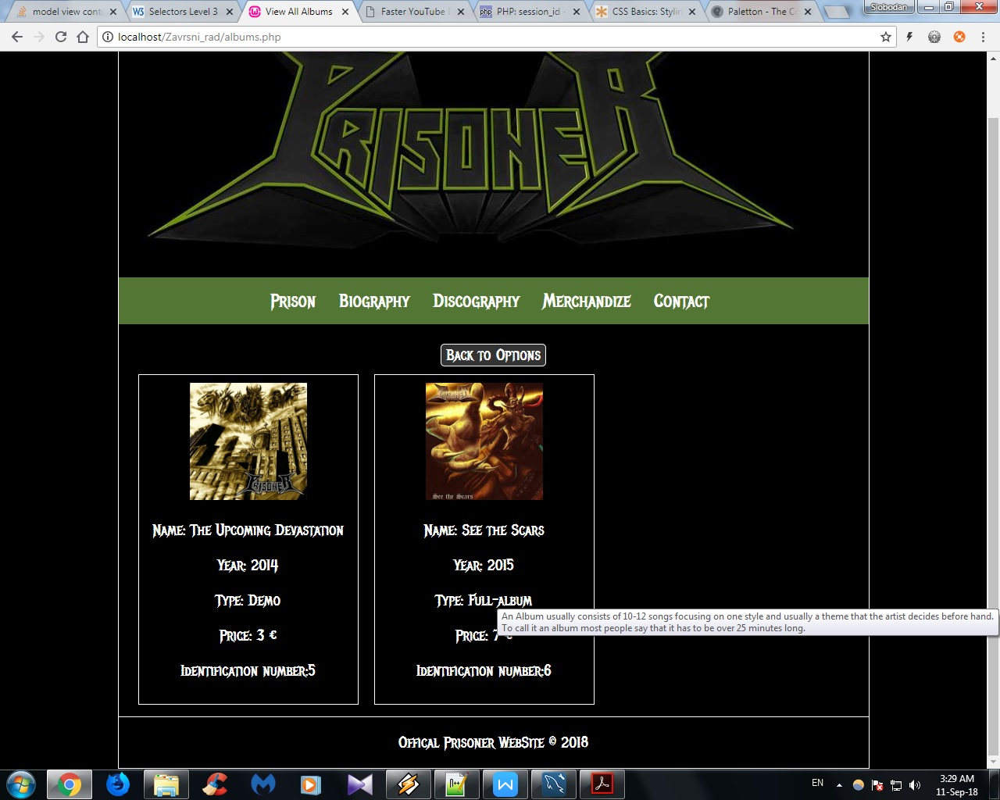 model view cont
Selectors Level 3
View All Albums
Faster YouTube
PHP: session_id -
CSS Basics: Stylin
Paletton - The Co
Slobodan
localhost/Zavrsni_rad/albums.php
PRISONER
Prison Biography Discography Merchandize Contact
Back to Options
PRISONER
See the Scars
Name: The Upcoming Devastation
Year: 2014
Type: Demo
Price: 3 €
Identification number:5
Name: See the Scars
Year: 2015
Type: Full-album
An Album usually consists of 10-12 songs focusing on one style and usually a theme that the artist decides before hand.
To call it an album most people say that it has to be over 25 minutes long.
Price: 7 €
Identification number:6
Offical Prisoner WebSite © 2018
EN
3:29 AM
11-Sep-18